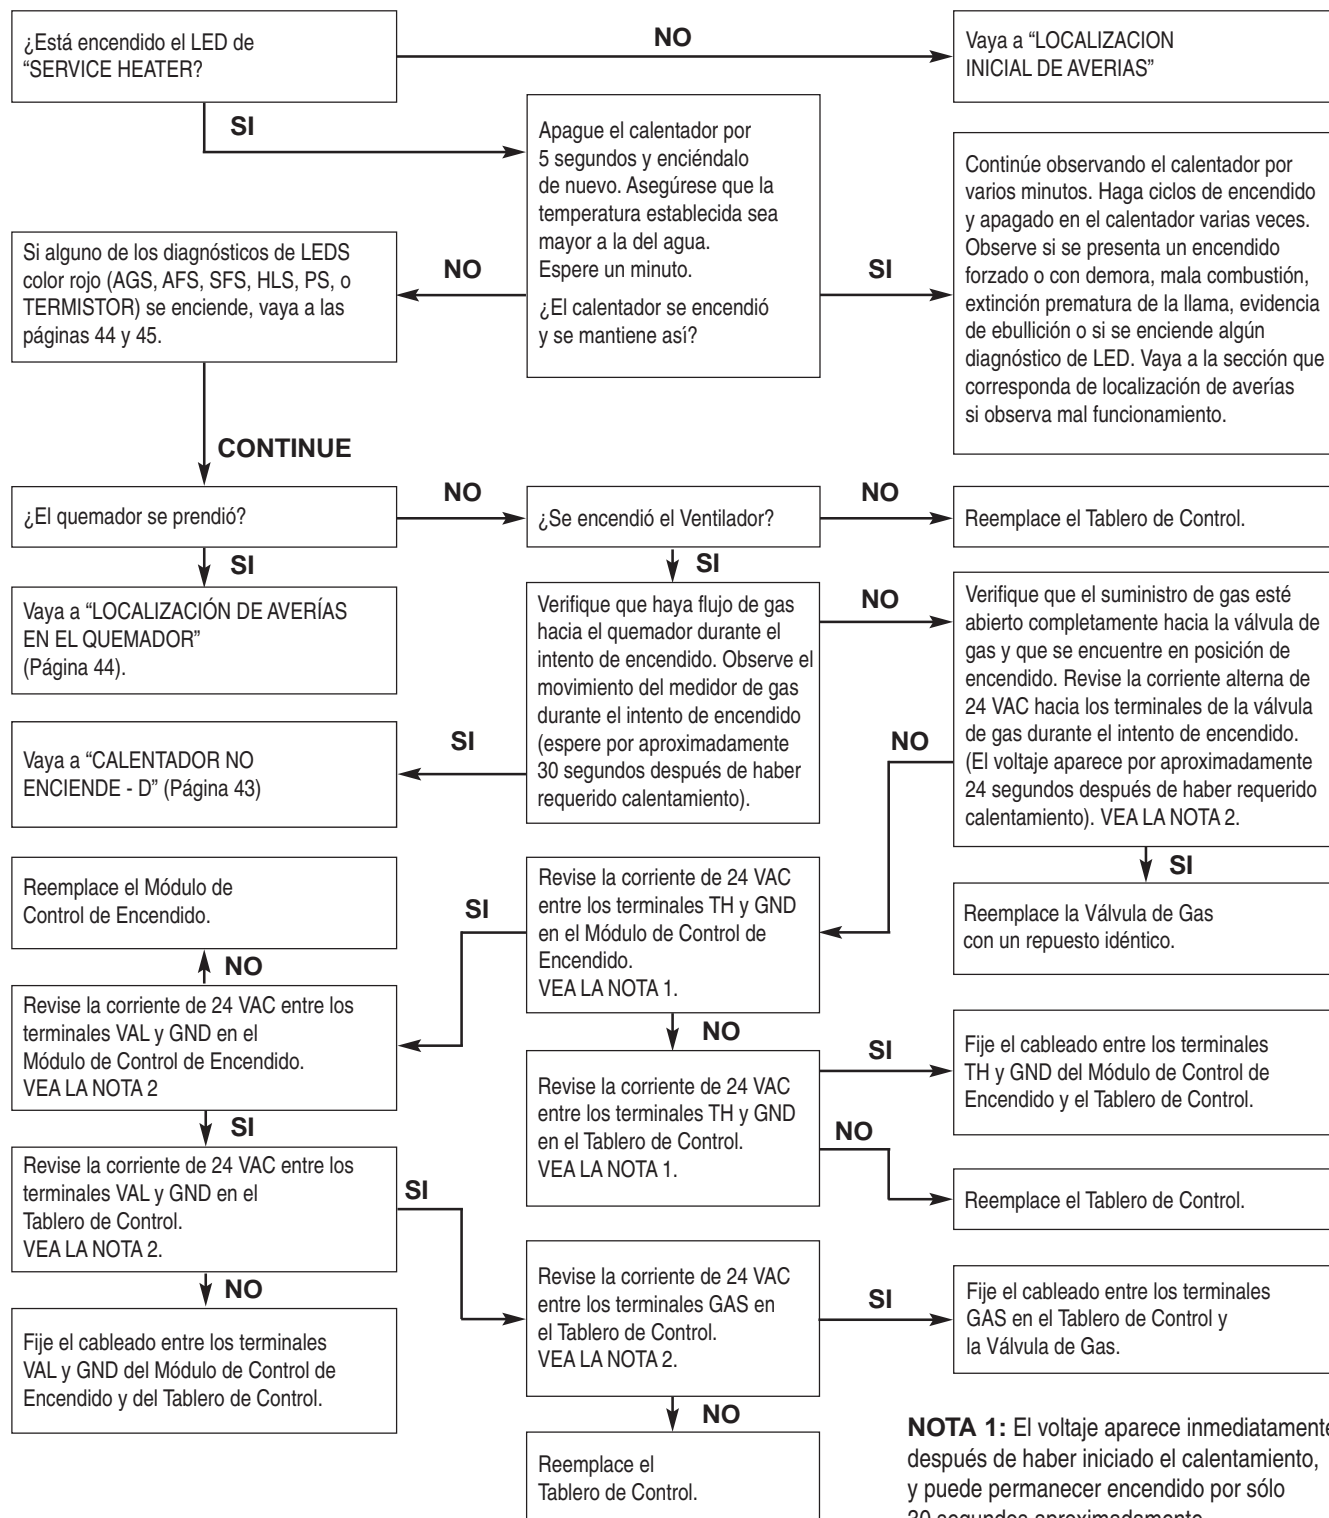 ¿Está encendido el LED de
“SERVICE HEATER?
NO
Vaya a “LOCALIZACION
INICIAL DE AVERIAS”
SI
Apague el calentador por
5 segundos y enciéndalo
de nuevo. Asegúrese que la
temperatura establecida sea
mayor a la del agua.
Espere un minuto.
¿El calentador se encendió
y se mantiene así?
NO
SI
Si alguno de los diagnósticos de LEDS
color rojo (AGS, AFS, SFS, HLS, PS, o
TERMISTOR) se enciende, vaya a las
páginas 44 y 45.
Continúe observando el calentador por
varios minutos. Haga ciclos de encendido
y apagado en el calentador varias veces.
Observe si se presenta un encendido
forzado o con demora, mala combustión,
extinción prematura de la llama, evidencia
de ebullición o si se enciende algún
diagnóstico de LED. Vaya a la sección que
corresponda de localización de averías
si observa mal funcionamiento.
CONTINUE
¿El quemador se prendió?
NO
¿Se encendió el Ventilador?
NO
Reemplace el Tablero de Control.
SI
SI
Vaya a “LOCALIZACIÓN DE AVERÍAS
EN EL QUEMADOR”
(Página 44).
Verifique que haya flujo de gas
hacia el quemador durante el
intento de encendido. Observe el
movimiento del medidor de gas
durante el intento de encendido
(espere por aproximadamente
30 segundos después de haber
requerido calentamiento).
NO
Verifique que el suministro de gas esté
abierto completamente hacia la válvula de
gas y que se encuentre en posición de
encendido. Revise la corriente alterna de
24 VAC hacia los terminales de la válvula
de gas durante el intento de encendido.
(El voltaje aparece por aproximadamente
24 segundos después de haber requerido
calentamiento). VEA LA NOTA 2.
SI
Vaya a “CALENTADOR NO
ENCIENDE - D” (Página 43)
NO
SI
Reemplace la Válvula de Gas
con un repuesto idéntico.
Revise la corriente de 24 VAC
entre los terminales TH y GND
en el Módulo de Control de
Encendido.
VEA LA NOTA 1.
SI
Reemplace el Módulo de
Control de Encendido.
NO
Revise la corriente de 24 VAC entre los
terminales VAL y GND en el
Módulo de Control de Encendido.
VEA LA NOTA 2
NO
Revise la corriente de 24 VAC
entre los terminales TH y GND
en el Tablero de Control.
VEA LA NOTA 1.
SI
Fije el cableado entre los terminales
TH y GND del Módulo de Control de
Encendido y el Tablero de Control.
NO
Reemplace el Tablero de Control.
SI
Revise la corriente de 24 VAC entre los
terminales VAL y GND en el
Tablero de Control.
VEA LA NOTA 2.
SI
NO
Fije el cableado entre los terminales
VAL y GND del Módulo de Control de
Encendido y del Tablero de Control.
Revise la corriente de 24 VAC
entre los terminales GAS en
el Tablero de Control.
VEA LA NOTA 2.
SI
Fije el cableado entre los terminales
GAS en el Tablero de Control y
la Válvula de Gas.
NO
Reemplace el
Tablero de Control.
NOTA 1: El voltaje aparece inmediatamente
después de haber iniciado el calentamiento,
y puede permanecer encendido por sólo
30 segundos aproximadamente